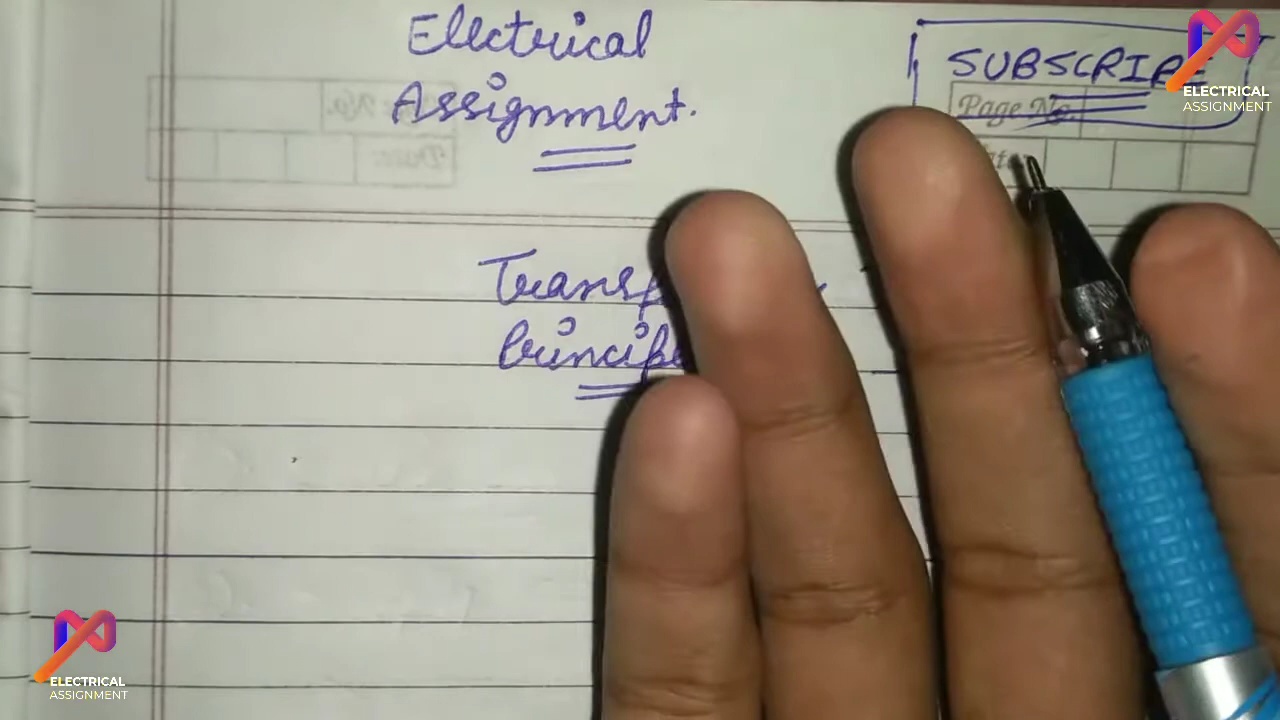 Electrical
Assignment.
SUBSCRIBE
Page No.
ELECTRICAL
ASSIGNMENT
ELECTRICAL
ASSIGNMENT